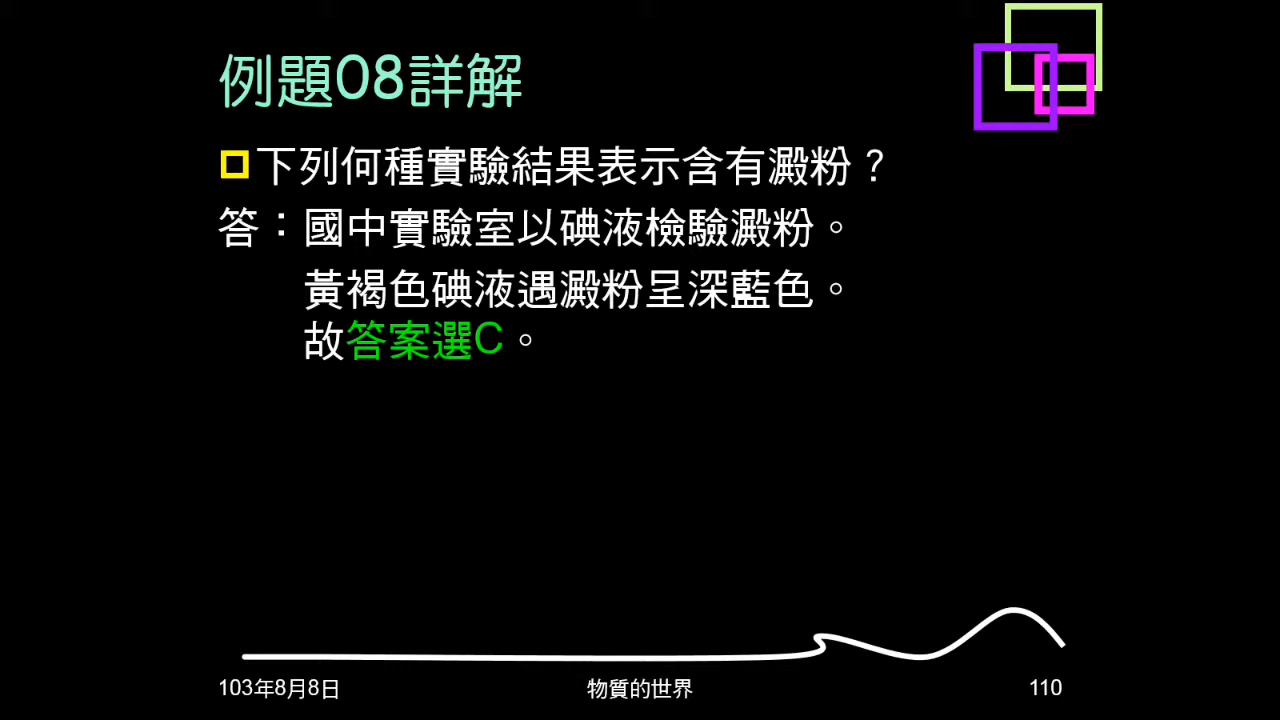 例題08詳解
下列何種實驗結果表示含有澱粉？
答：國中實驗室以碘液檢驗澱粉。
黃褐色碘液遇澱粉呈深藍色。
故答案選C。
103年8月8日
物質的世界
110